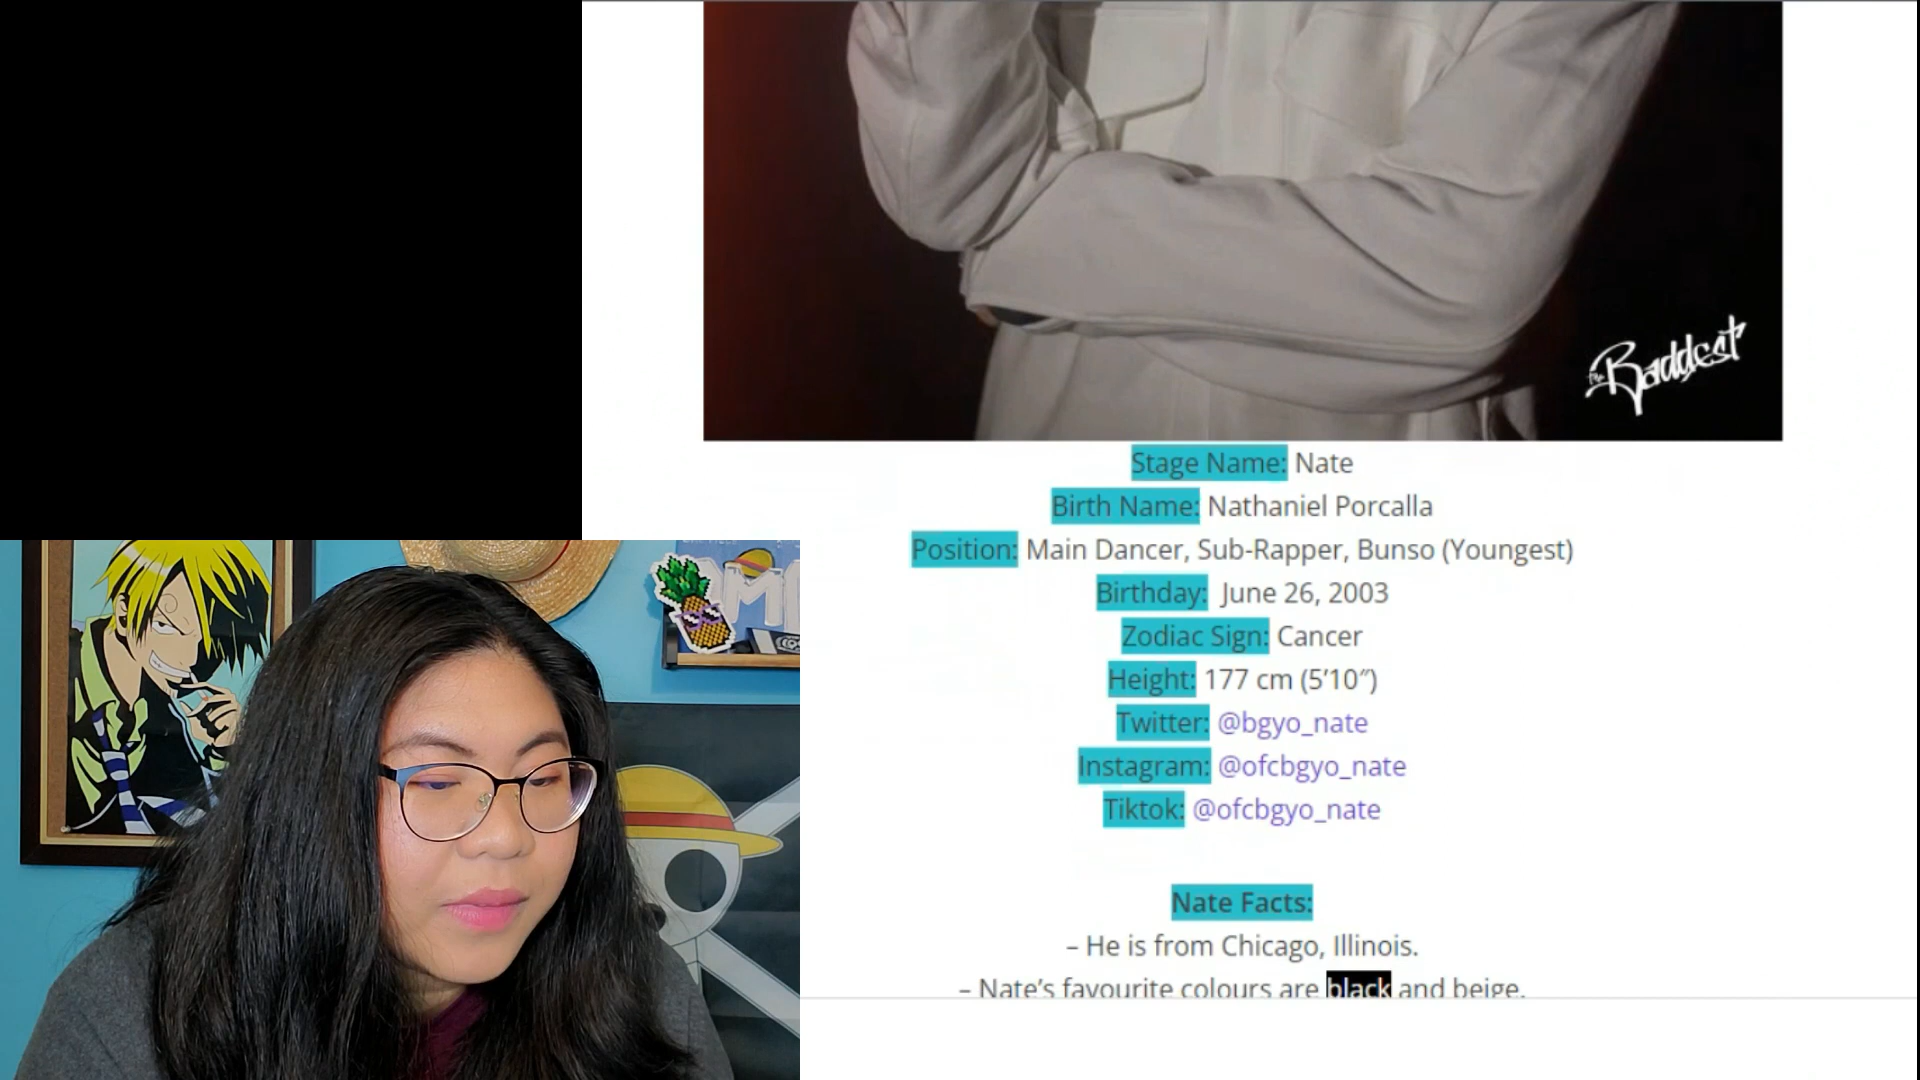 the Baddest
Stage Name: Nate
Birth Name: Nathaniel Porcalla
Position: Main Dancer, Sub-Rapper, Bunso (Youngest)
Birthday: June 26, 2003
Zodiac Sign: Cancer
Height: 177 cm (5’10″)
Twitter: @bgyo_nate
Instagram: @ofcbgyo_nate
Tiktok: @ofcbgyo_nate
Nate Facts:
– He is from Chicago, Illinois.
– Nate’s favourite colours are black and beige.